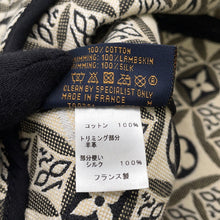 100% COTTON
TRIMMING: 100% LAMBSKIN
TRIMMING: 100% SILK
CLEAN BY SPECIALIST ONLY
MADE IN FRANCE
M
コットン 100%
トリミング部分
羊革
部分使い
シルク 100%
フランス製